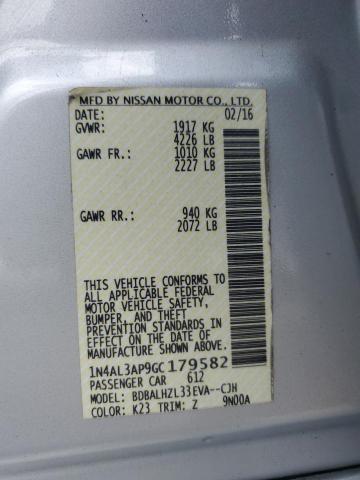 MFD BY NISSAN MOTOR CO., LTD.
DATE: 02/16
GVWR: 1917 KG
4226 LB
GAWR FR.: 1010 KG
2227 LB
GAWR RR.: 940 KG
2072 LB
THIS VEHICLE CONFORMS TO
ALL APPLICABLE FEDERAL
MOTOR VEHICLE SAFETY,
BUMPER, AND THEFT
PREVENTION STANDARDS IN
EFFECT ON THE DATE OF
MANUFACTURE SHOWN ABOVE.
1N4AL3AP9GC179582
PASSENGER CAR 612
MODEL: BDBALHZL33EVA--CJH
COLOR: K23 TRIM: Z 9N00A